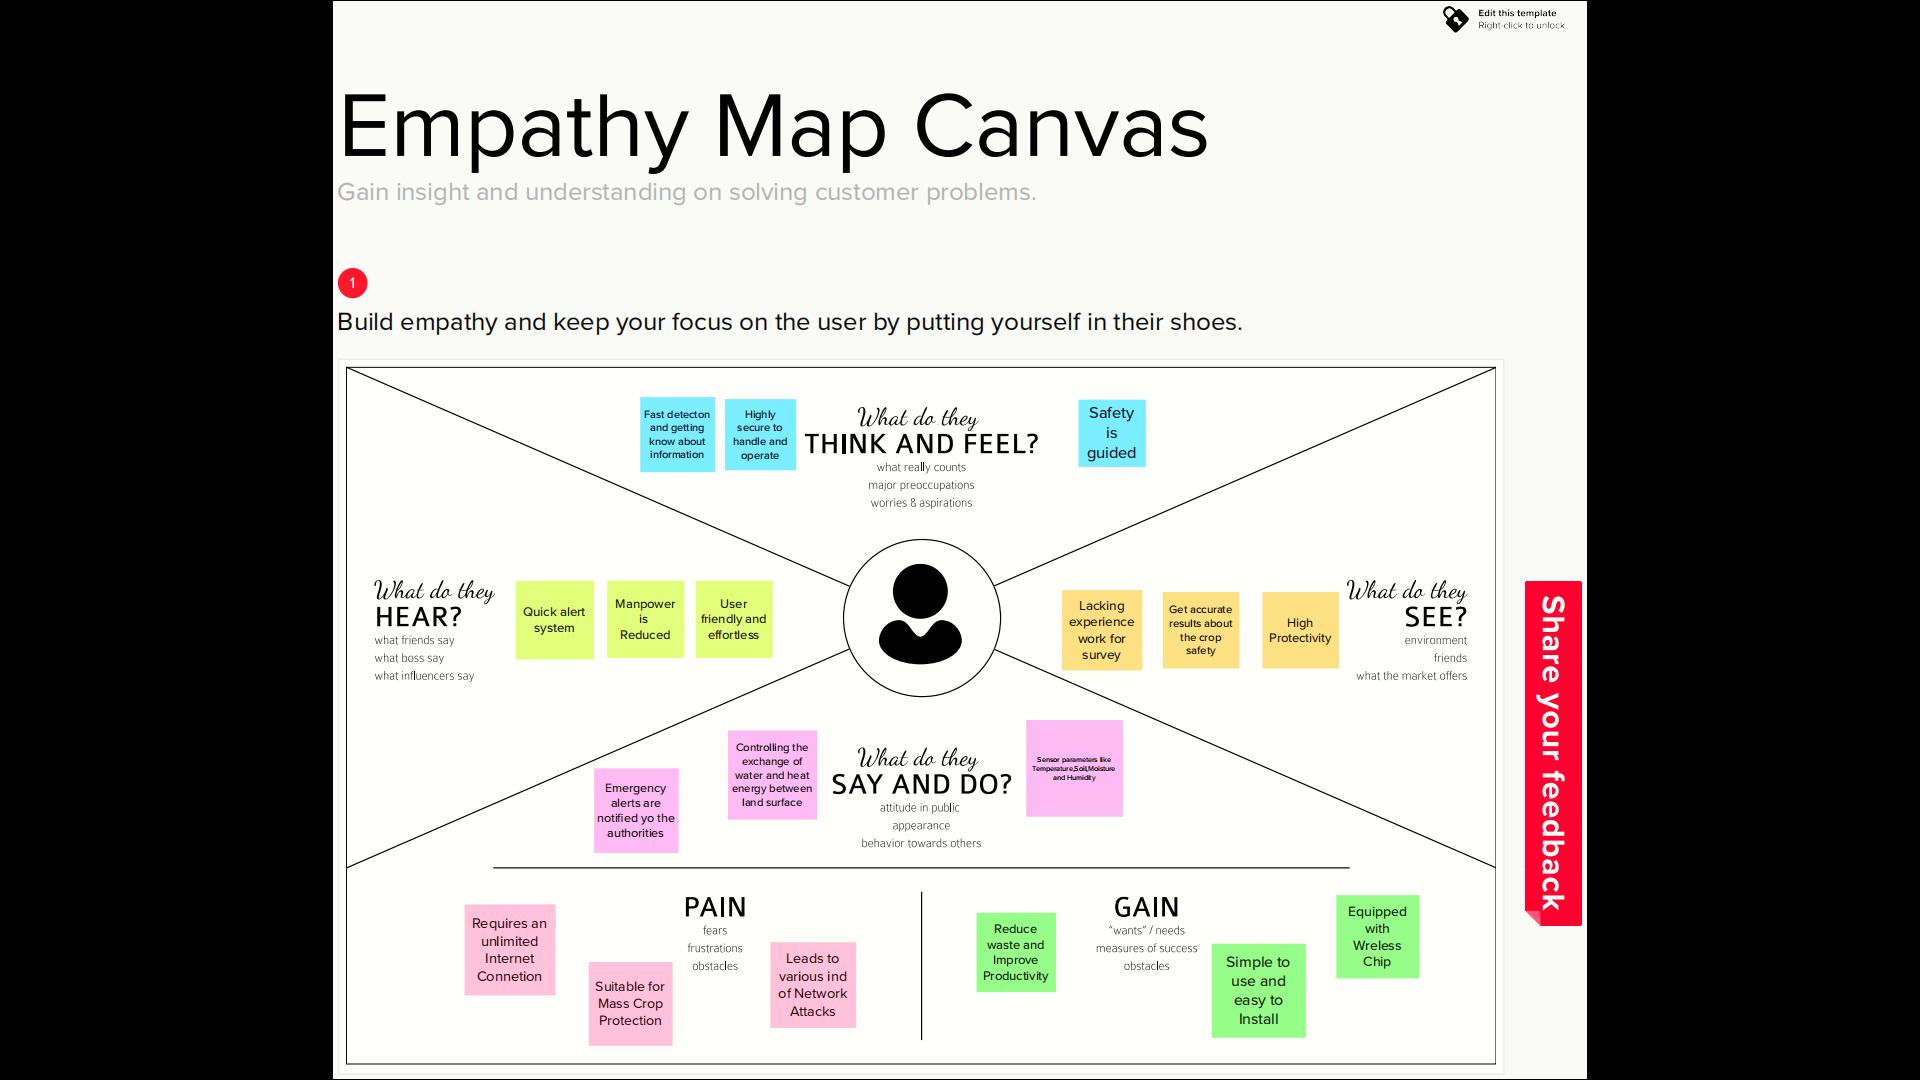 Edit this template
Right-click to unlock
Empathy Map Canvas
Gain insight and understanding on solving customer problems.
1
Build empathy and keep your focus on the user by putting yourself in their shoes.
Fast detecton
and getting
know about
information
Highly
secure to
handle and
operate
What do they
THINK AND FEEL?
what really counts
major preoccupations
worries & aspirations
Safety
is
guided
What do they
HEAR?
what friends say
what boss say
what influencers say
Quick alert
system
Manpower
is
Reduced
User
friendly and
effortless
Lacking
experience
work for
survey
Get accurate
results about
the crop
safety
High
Protectivity
What do they
SEE?
environment
friends
what the market offers
Share your feedback
Emergency
alerts are
notified yo the
authorities
Controlling the
exchange of
water and heat
energy between
land surface
What do they
SAY AND DO?
attitude in public
appearance
behavior towards others
Sensor parameters like
Temperature,Soil,Moisture
and Humidity
PAIN
fears
frustrations
obstacles
Requires an
unlimited
Internet
Connetion
Suitable for
Mass Crop
Protection
Leads to
various ind
of Network
Attacks
GAIN
"wants" / needs
measures of success
obstacles
Reduce
waste and
Improve
Productivity
Simple to
use and
easy to
Install
Equipped
with
Wreless
Chip